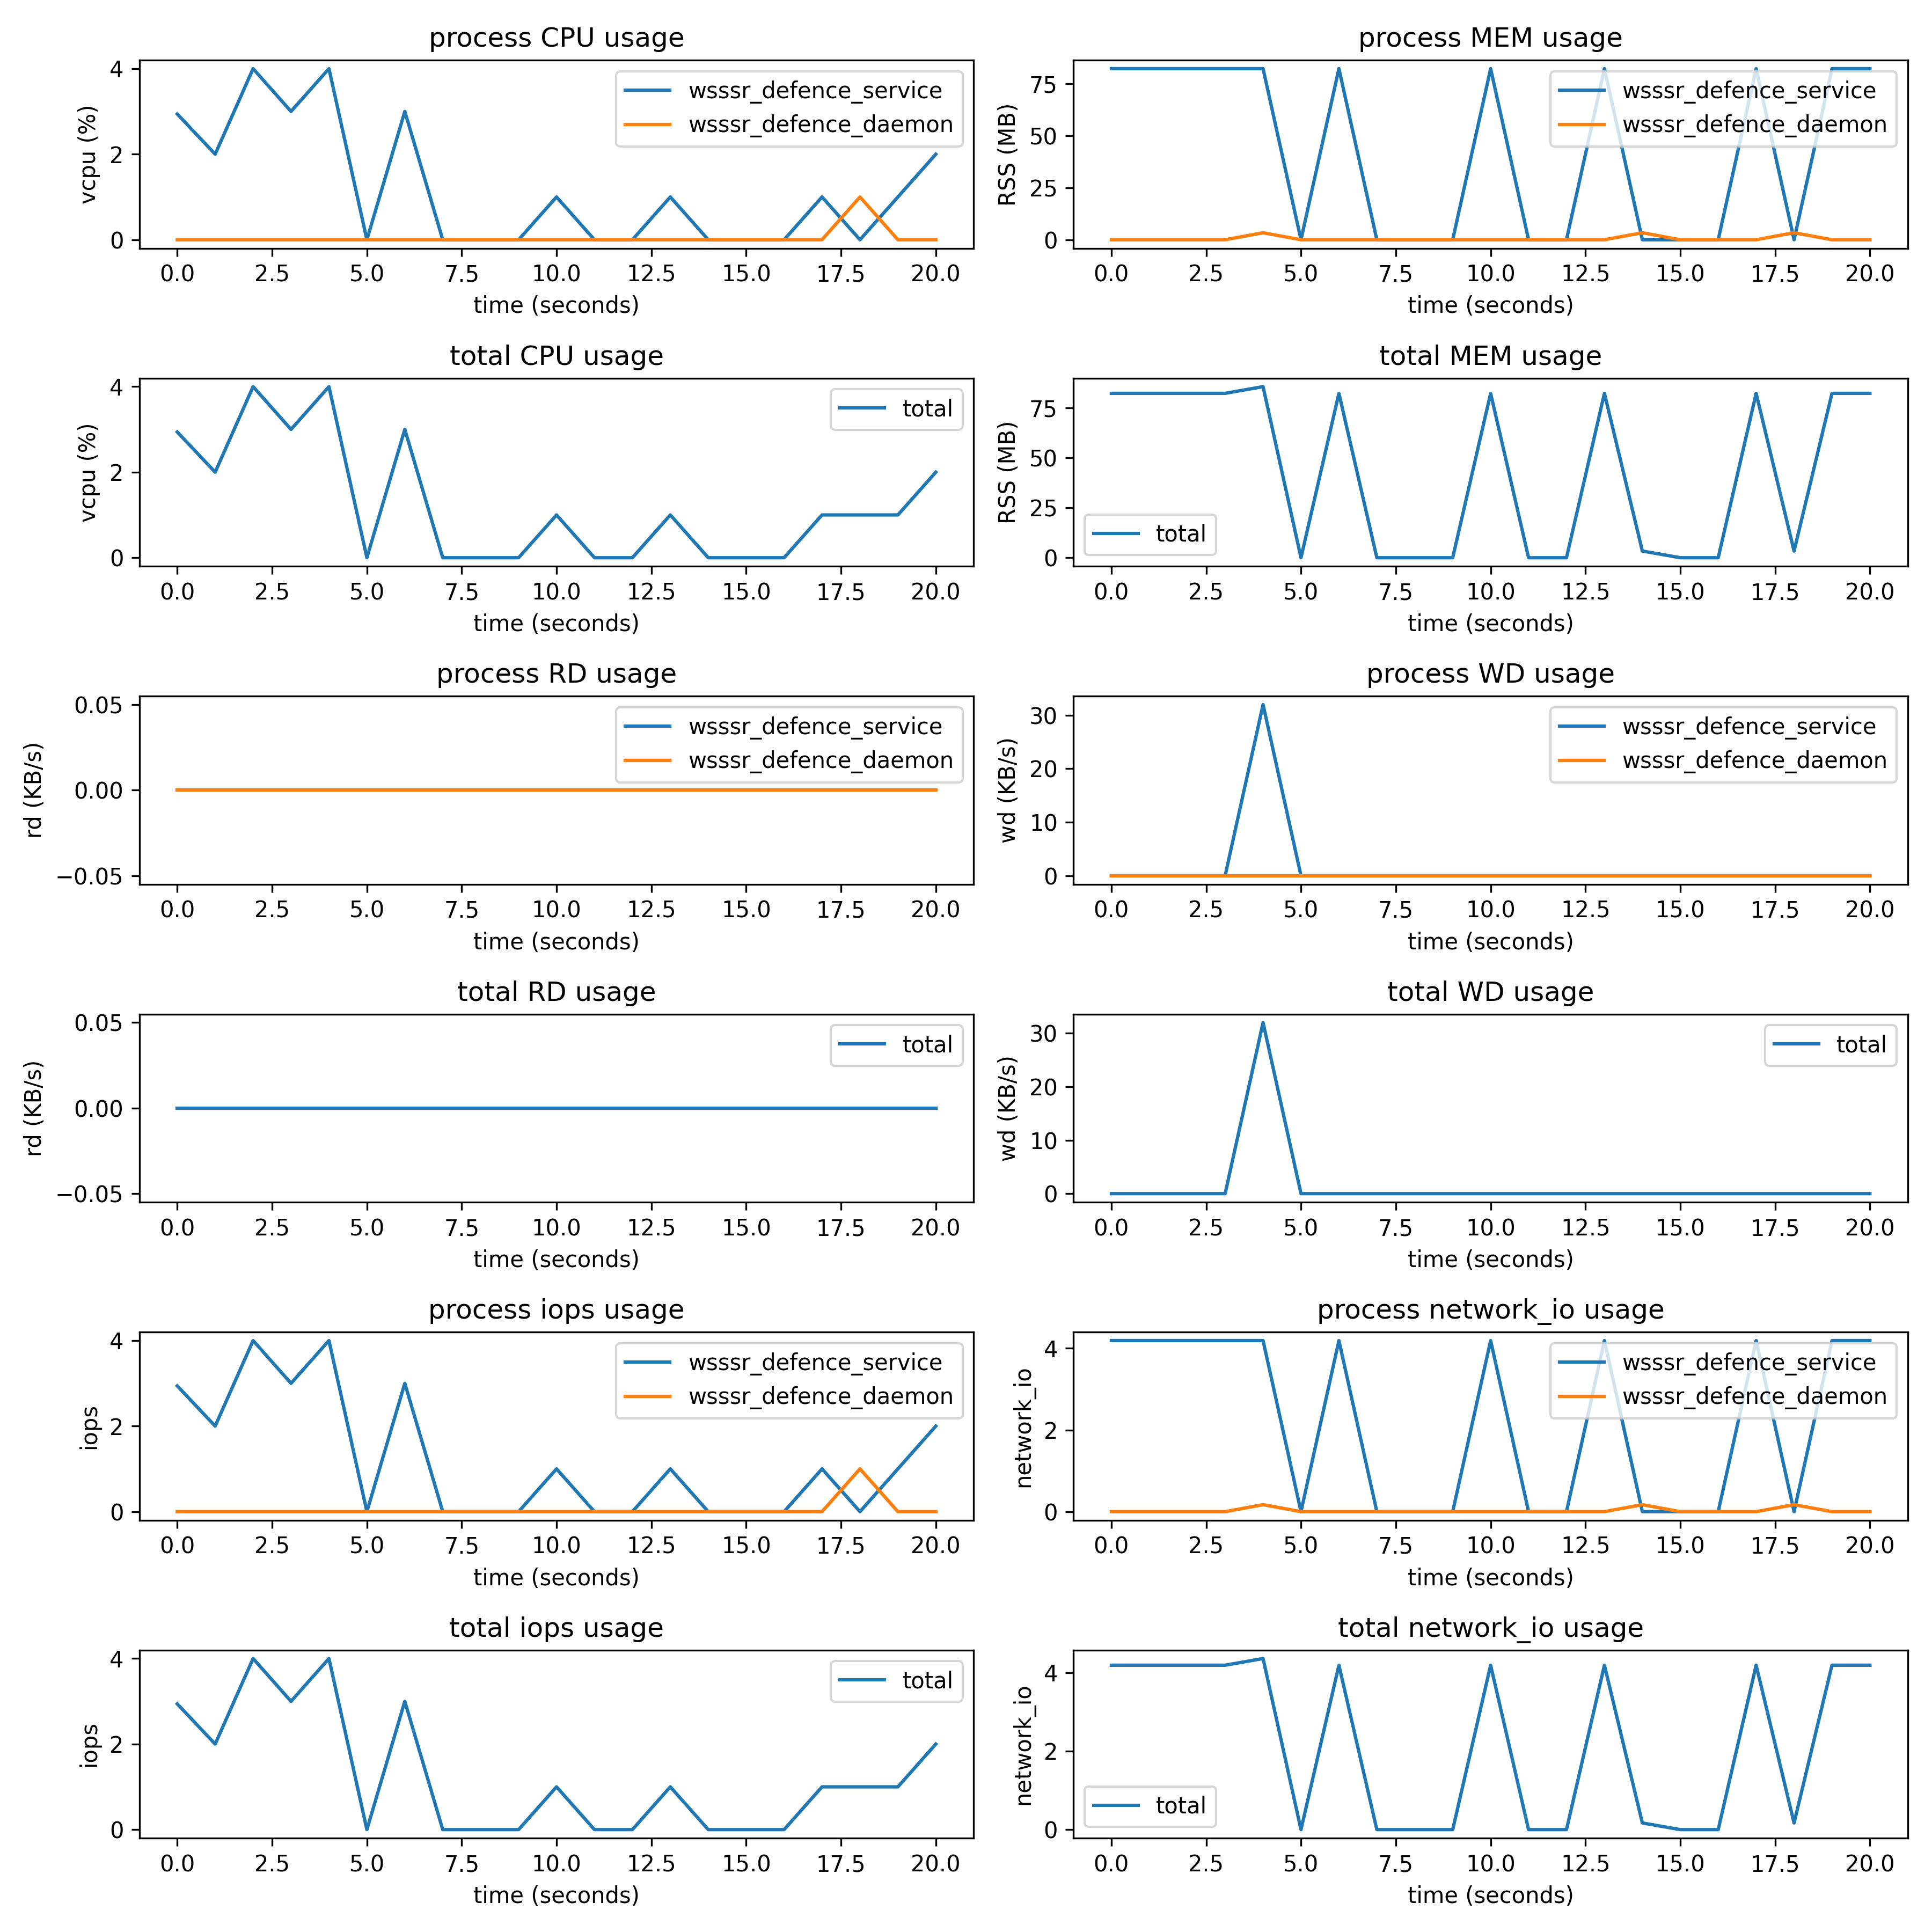 process CPU usage
vcpu (%)
4
2
0
wsssr_defence_service
wsssr_defence_daemon
0.0 2.5 5.0 7.5 10.0 12.5 15.0 17.5 20.0
time (seconds)
process MEM usage
RSS (MB)
75
50
25
0
wsssr_defence_service
wsssr_defence_daemon
0.0 2.5 5.0 7.5 10.0 12.5 15.0 17.5 20.0
time (seconds)
total CPU usage
vcpu (%)
4
2
0
total
0.0 2.5 5.0 7.5 10.0 12.5 15.0 17.5 20.0
time (seconds)
total MEM usage
RSS (MB)
75
50
25
0
total
0.0 2.5 5.0 7.5 10.0 12.5 15.0 17.5 20.0
time (seconds)
process RD usage
rd (KB/s)
0.05
0.00
−0.05
wsssr_defence_service
wsssr_defence_daemon
0.0 2.5 5.0 7.5 10.0 12.5 15.0 17.5 20.0
time (seconds)
process WD usage
wd (KB/s)
30
20
10
0
wsssr_defence_service
wsssr_defence_daemon
0.0 2.5 5.0 7.5 10.0 12.5 15.0 17.5 20.0
time (seconds)
total RD usage
rd (KB/s)
0.05
0.00
−0.05
total
0.0 2.5 5.0 7.5 10.0 12.5 15.0 17.5 20.0
time (seconds)
total WD usage
wd (KB/s)
30
20
10
0
total
0.0 2.5 5.0 7.5 10.0 12.5 15.0 17.5 20.0
time (seconds)
process iops usage
iops
4
2
0
wsssr_defence_service
wsssr_defence_daemon
0.0 2.5 5.0 7.5 10.0 12.5 15.0 17.5 20.0
time (seconds)
process network_io usage
network_io
4
2
0
wsssr_defence_service
wsssr_defence_daemon
0.0 2.5 5.0 7.5 10.0 12.5 15.0 17.5 20.0
time (seconds)
total iops usage
iops
4
2
0
total
0.0 2.5 5.0 7.5 10.0 12.5 15.0 17.5 20.0
time (seconds)
total network_io usage
network_io
4
2
0
total
0.0 2.5 5.0 7.5 10.0 12.5 15.0 17.5 20.0
time (seconds)